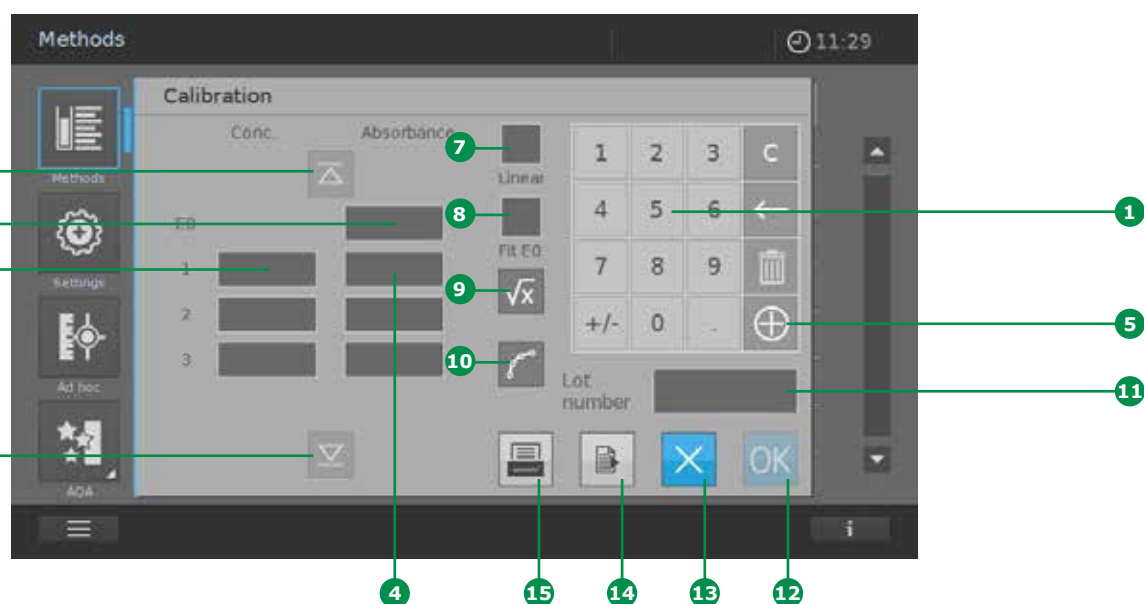 Methods 11:29
Calibration
Conc. Absorbance
7
Linear
1 2 3 C
Methods
8
E0
Fit E0
4 5 6
1
1
Settings
9
√x
7 8 9
2
+/- 0 .
5
3
10
Ad hoc
Lot
number
11
OK
AQA
i
4 15 14 13 12